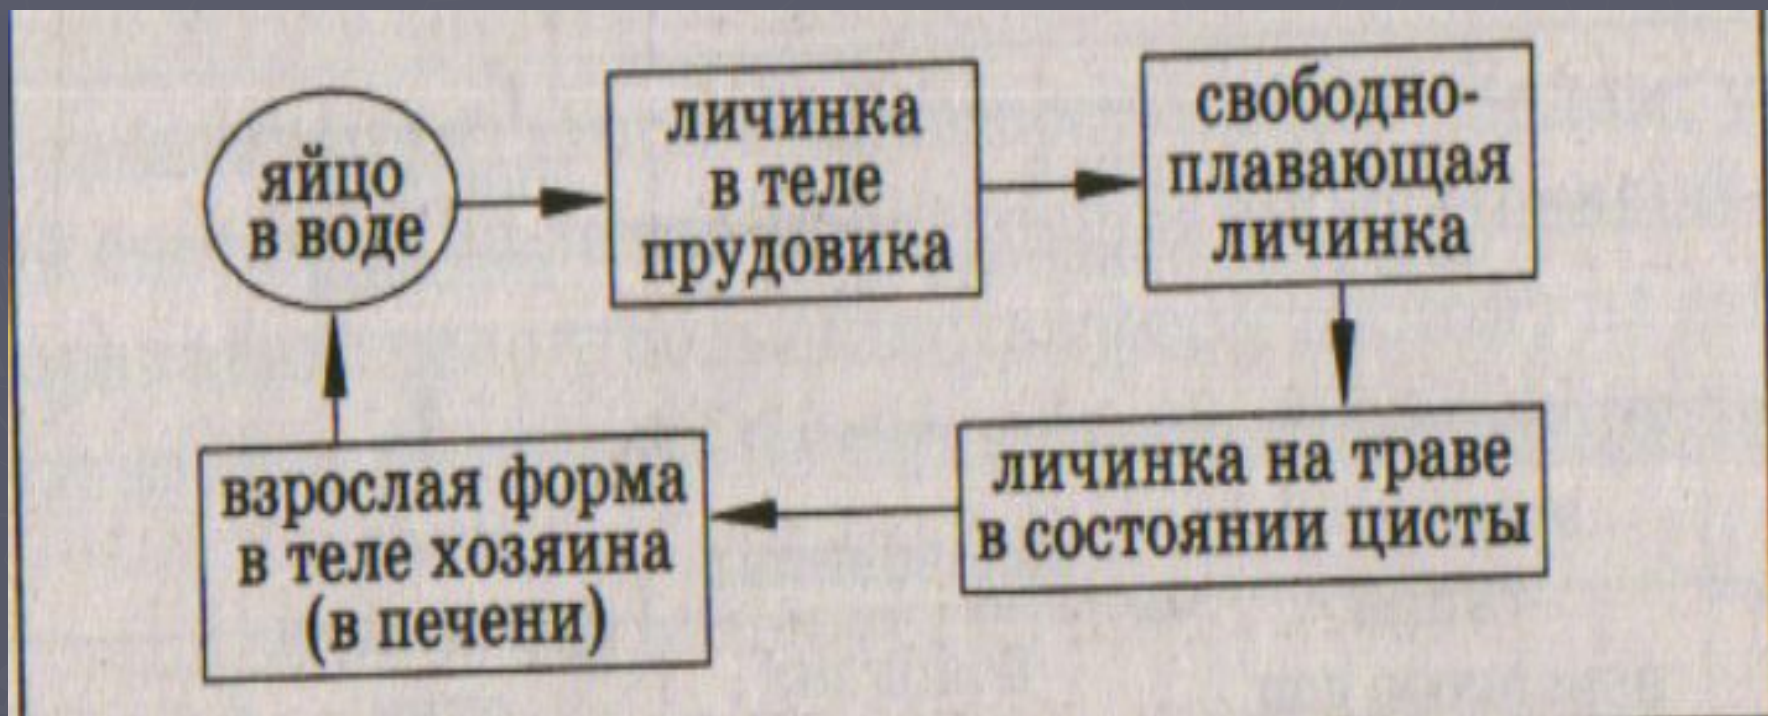 яйцо
в воде
личинка
в теле
прудовика
свободно-
плавающая
личинка
личинка на траве
в состоянии цисты
взрослая форма
в теле хозяина
(в печени)